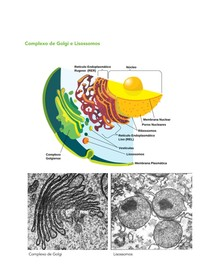 Complexo de Golgi e Lisossomos
Retículo Endoplasmático
Rugoso (RER)
Núcleo
Membrana Nuclear
Poros Nucleares
Ribossomos
Retículo Endoplasmático
Liso (REL)
Vesículas
Lisossomos
Membrana Plasmática
Complexo
Golgiense
Complexo de Golgi
Lisossomos